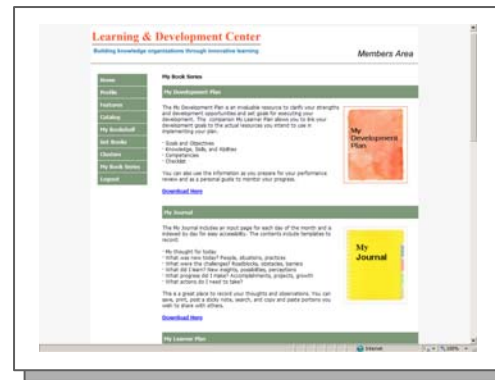 Learning & Development Center
Building knowledge organizations through innovative learning
Members Area
Home
Profile
Features
Catalog
My Bookshelf
Get Books
Clusters
My Book Series
Logout
My Book Series
My Development Plan
The My Development Plan is an invaluable resource to clarify your strengths
and development opportunities and set goals for executing your
development. The companion My Learner Plan allows you to link your
development goals to the actual resources you intend to use in
implementing your plan.
· Goals and Objectives
· Knowledge, Skills, and Abilities
· Competencies
· Checklist
You can also use the information as you prepare for your performance
review and as a personal guide to monitor your progress.
Download Here
My
Development
Plan
My Journal
The My Journal includes an input page for each day of the month and is
indexed by day for easy accessibility. The contents include templates to
record:
· My thought for today
· What was new today? People, situations, practices
· What were the challenges? Roadblocks, obstacles, barriers
· What did I learn? New insights, possibilities, perceptions
· What progress did I make? Accomplishments, projects, growth
· What actions do I need to take?
This is a great place to record your thoughts and observations. You can
save, print, post a sticky note, search, and copy and paste portions you
wish to share with others.
Download Here
My
Journal
My Learner Plan
Internet
100%